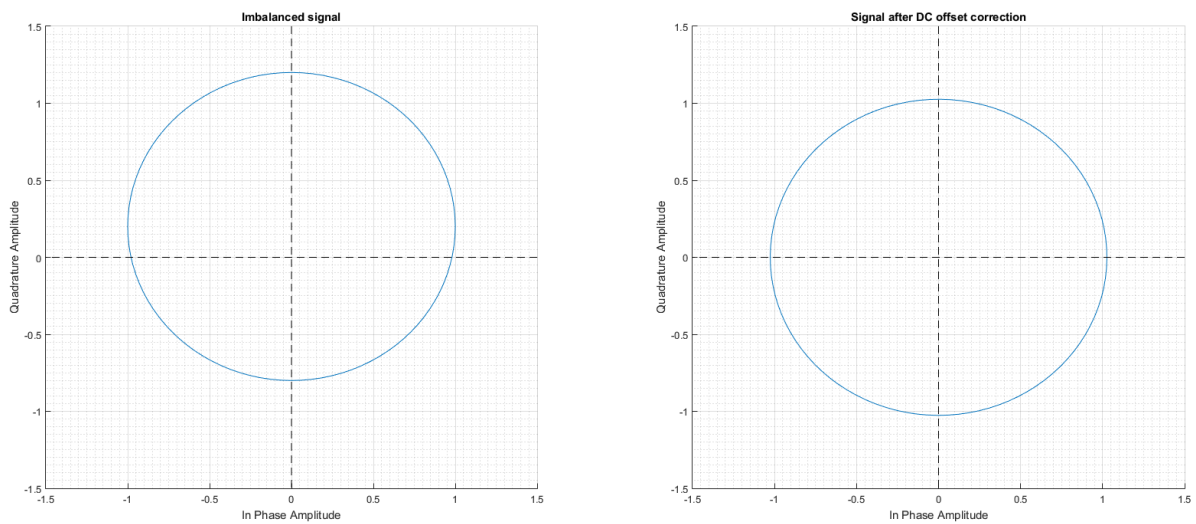 Imbalanced signal
1.5
1
0.5
0
-0.5
-1
-1.5
Quadrature Amplitude
-1.5 -1 -0.5 0 0.5 1 1.5
In Phase Amplitude
Signal after DC offset correction
1.5
1
0.5
0
-0.5
-1
-1.5
Quadrature Amplitude
-1.5 -1 -0.5 0 0.5 1 1.5
In Phase Amplitude